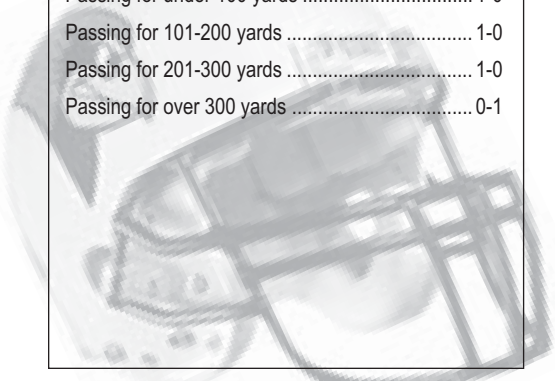 Passing for 101-200 yards .................................... 1-0
Passing for 201-300 yards .................................... 1-0
Passing for over 300 yards ................................... 0-1